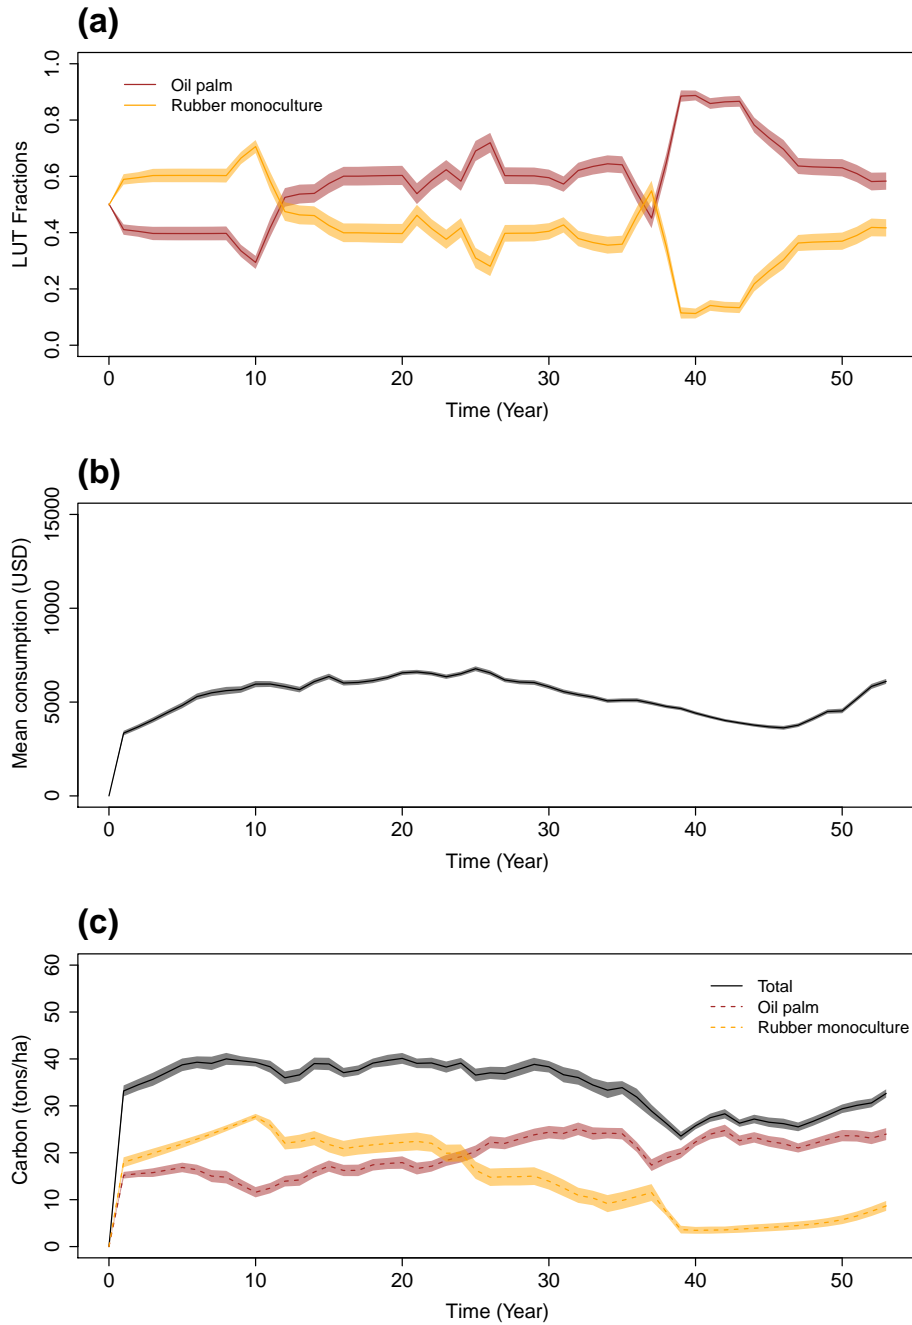 (a)
LUT Fractions
1.0
0.8
0.6
0.4
0.2
0.0
Oil palm
Rubber monoculture
0 10 20 30 40 50
Time (Year)
(b)
Mean consumption (USD)
15000
10000
5000
0
0 10 20 30 40 50
Time (Year)
(c)
Carbon (tons/ha)
60
50
40
30
20
10
0
Total
Oil palm
Rubber monoculture
0 10 20 30 40 50
Time (Year)